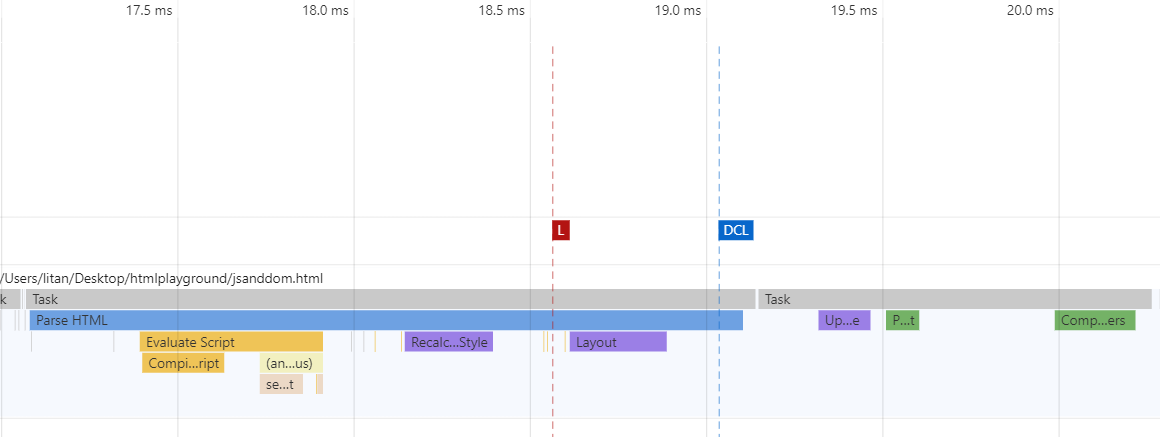 17.5 ms 18.0 ms 18.5 ms 19.0 ms 19.5 ms 20.0 ms
L DCL
/Users/litan/Desktop/htmlplayground/jsanddom.html
k Task Task
Parse HTML Up...e P...t Comp...ers
Evaluate Script Recalc...Style Layout
Compi...ript (an...us)
se...t